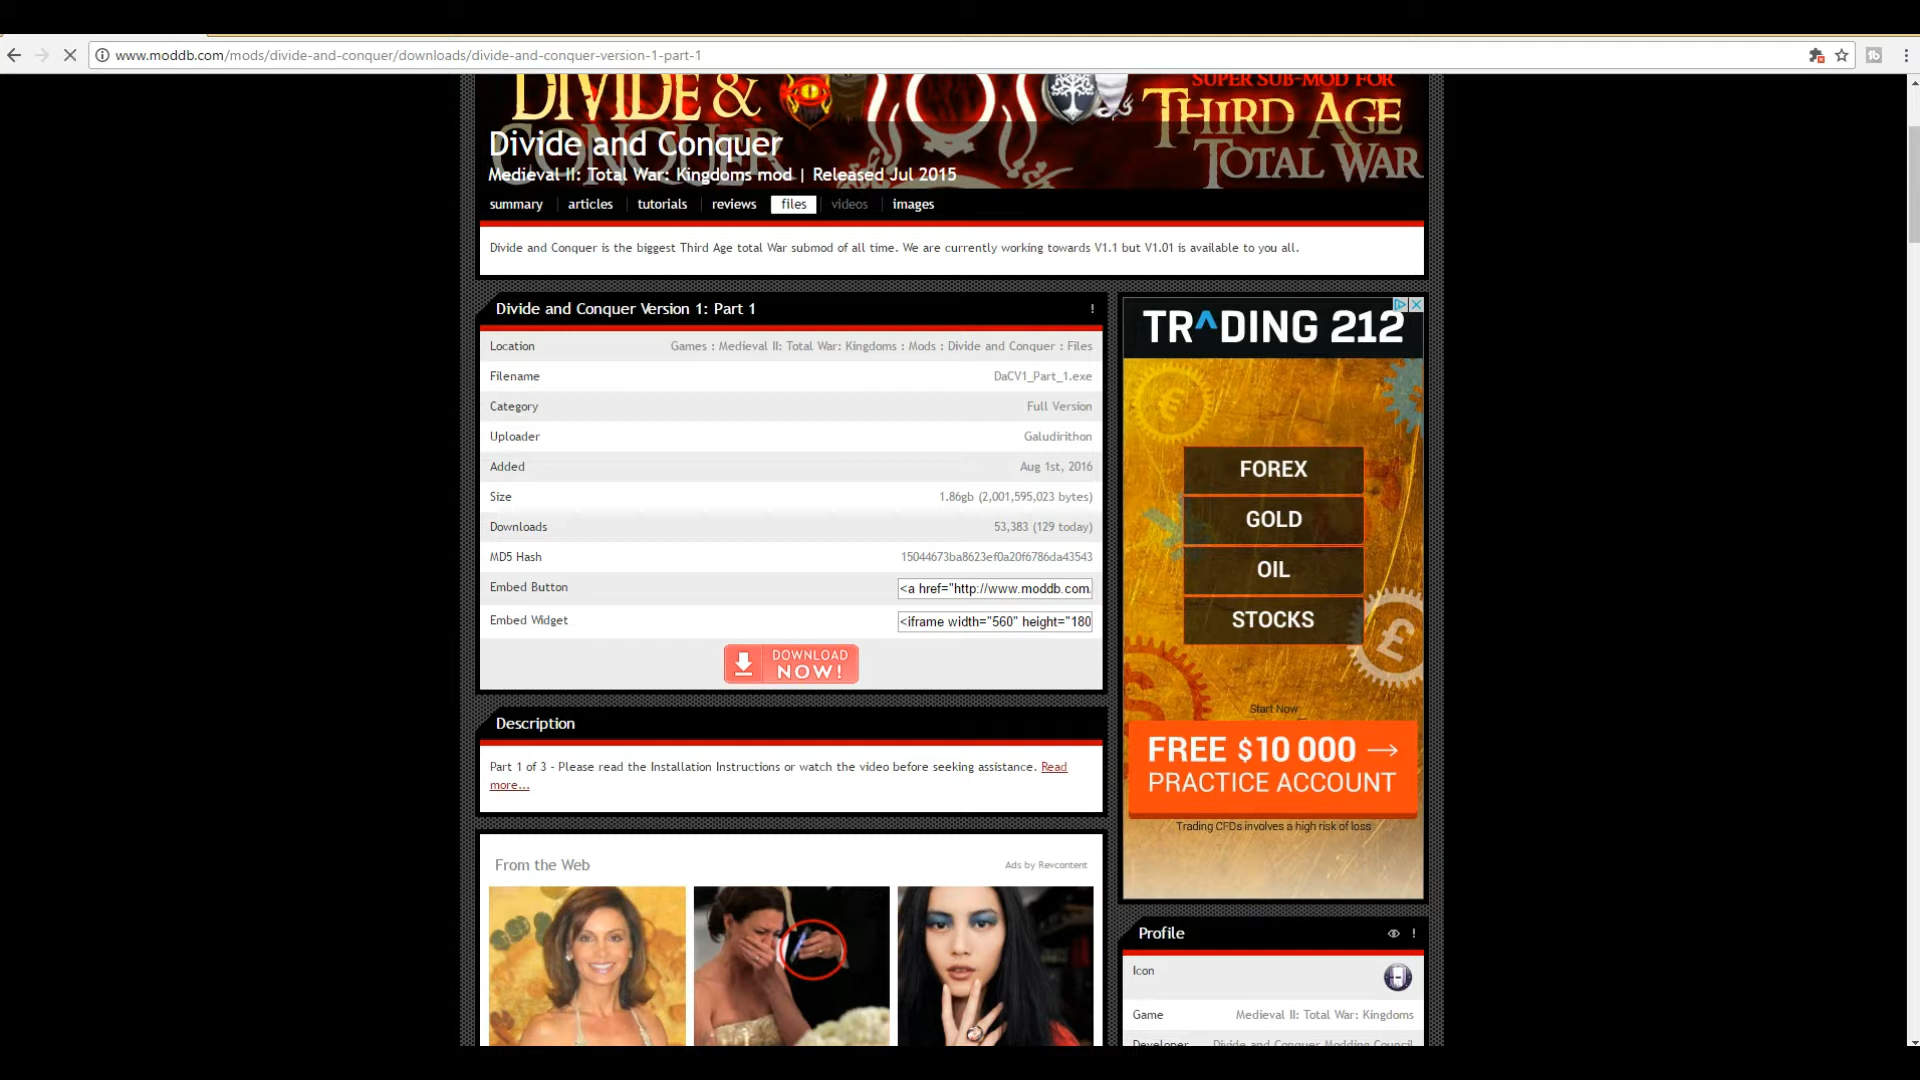 www.moddb.com/mods/divide-and-conquer/downloads/divide-and-conquer-version-1-part-1
DIVIDE &
CONQUER
SUPER SUB-MOD FOR
THIRD AGE
TOTAL WAR
Divide and Conquer
Medieval II: Total War: Kingdoms mod | Released Jul 2015
summary articles tutorials reviews files videos images
Divide and Conquer is the biggest Third Age total War submod of all time. We are currently working towards V1.1 but V1.01 is available to you all.
Divide and Conquer Version 1: Part 1 !
Location Games : Medieval II: Total War: Kingdoms : Mods : Divide and Conquer : Files
Filename DaCV1_Part_1.exe
Category Full Version
Uploader Galudirithon
Added Aug 1st, 2016
Size 1.86gb (2,001,595,023 bytes)
Downloads 53,383 (129 today)
MD5 Hash 15044673ba8623ef0a20f6786da43543
Embed Button <a href="http://www.moddb.com.
Embed Widget <iframe width="560" height="180
DOWNLOAD
NOW!
Description
Part 1 of 3 - Please read the Installation Instructions or watch the video before seeking assistance. Read
more...
From the Web Ads by Revcontent
TRADING 212
FOREX
GOLD
OIL
STOCKS
Start Now
FREE $10 000 →
PRACTICE ACCOUNT
Trading CFDs involves a high risk of loss
Profile !
Icon
Game Medieval II: Total War: Kingdoms
Developer Divide and Conquer Modding Council